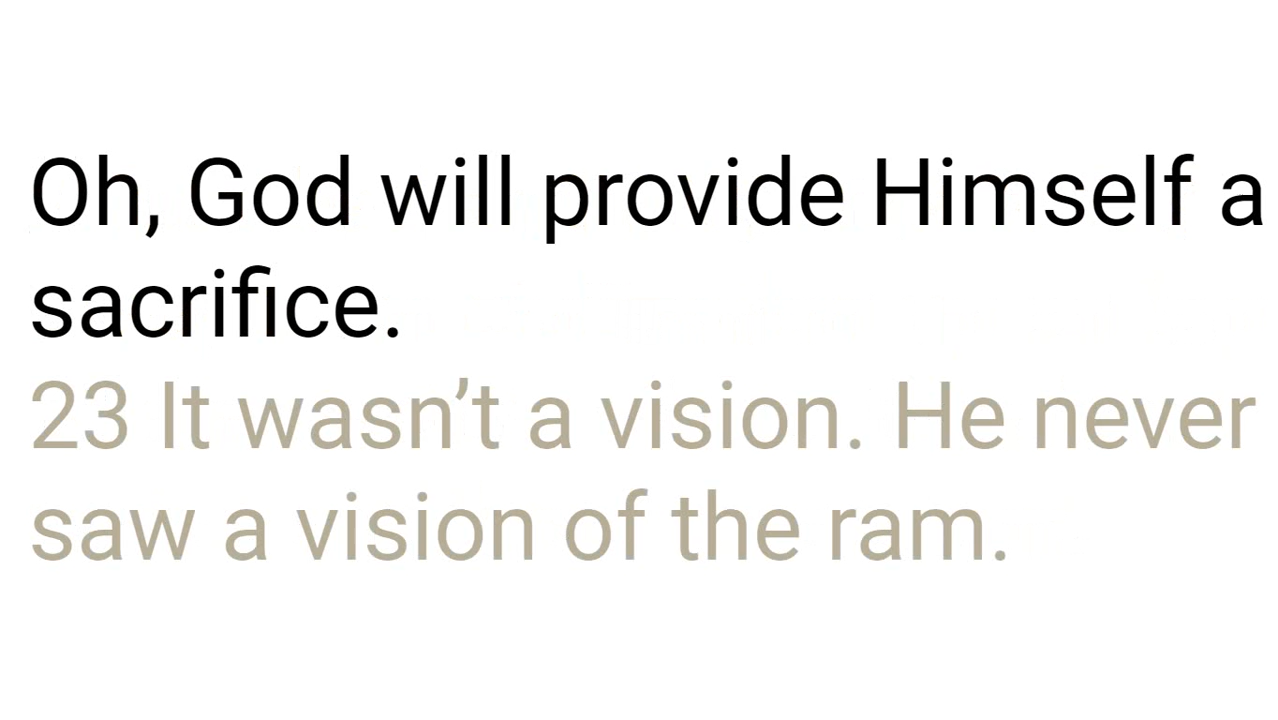 Oh, God will provide Himself a
sacrifice.
23 It wasn’t a vision. He never
saw a vision of the ram.